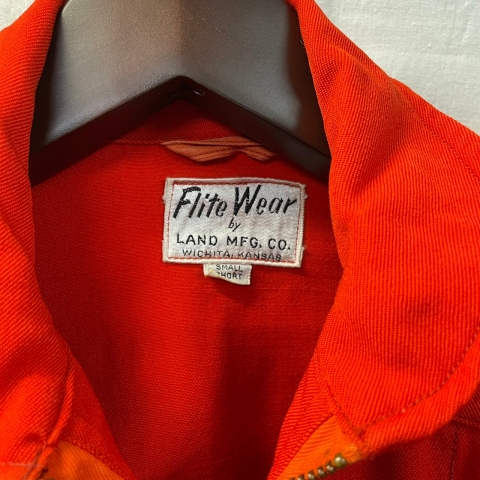 Flite Wear
by
LAND MFG. CO.
WICHITA, KANSAS
SMALL
SHORT